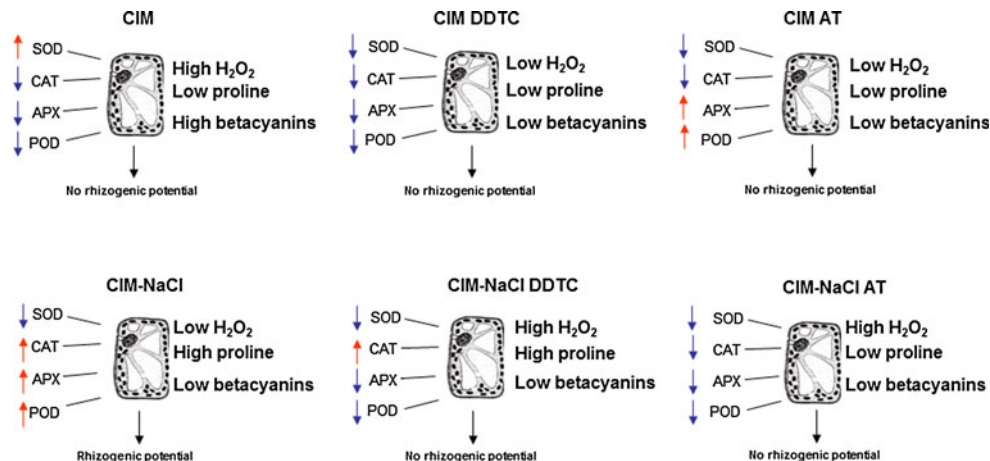 CIM
SOD
CAT
APX
POD
High H₂O₂
Low proline
High betacyanins
No rhizogenic potential
CIM DDTC
SOD
CAT
APX
POD
Low H₂O₂
Low proline
Low betacyanins
No rhizogenic potential
CIM AT
SOD
CAT
APX
POD
Low H₂O₂
Low proline
Low betacyanins
No rhizogenic potential
CIM-NaCl
SOD
CAT
APX
POD
Low H₂O₂
High proline
Low betacyanins
Rhizogenic potential
CIM-NaCl DDTC
SOD
CAT
APX
POD
High H₂O₂
High proline
Low betacyanins
No rhizogenic potential
CIM-NaCl AT
SOD
CAT
APX
POD
High H₂O₂
Low proline
Low betacyanins
No rhizogenic potential